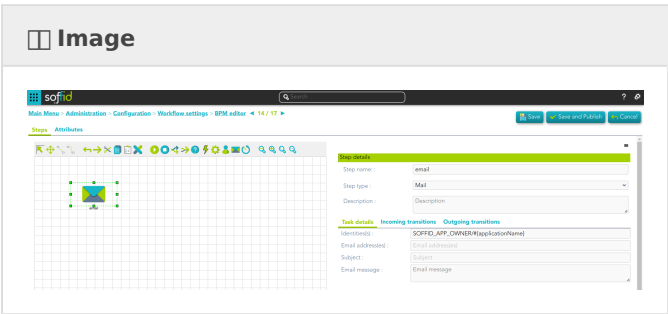 Image
soffid
Search
?
Main Menu > Administration > Configuration > Workflow settings > BPM editor ◄ 14 / 17 ►
Save
Save and Publish
Cancel
Steps Attributes
Step details
Step name : email
Step type : Mail
Description : Description
Task details Incoming transitions Outgoing transitions
Identities(s) : SOFFID_APP_OWNER/#{applicationName}
Email address(es) : Email address(es)
Subject : Subject
Email message : Email message